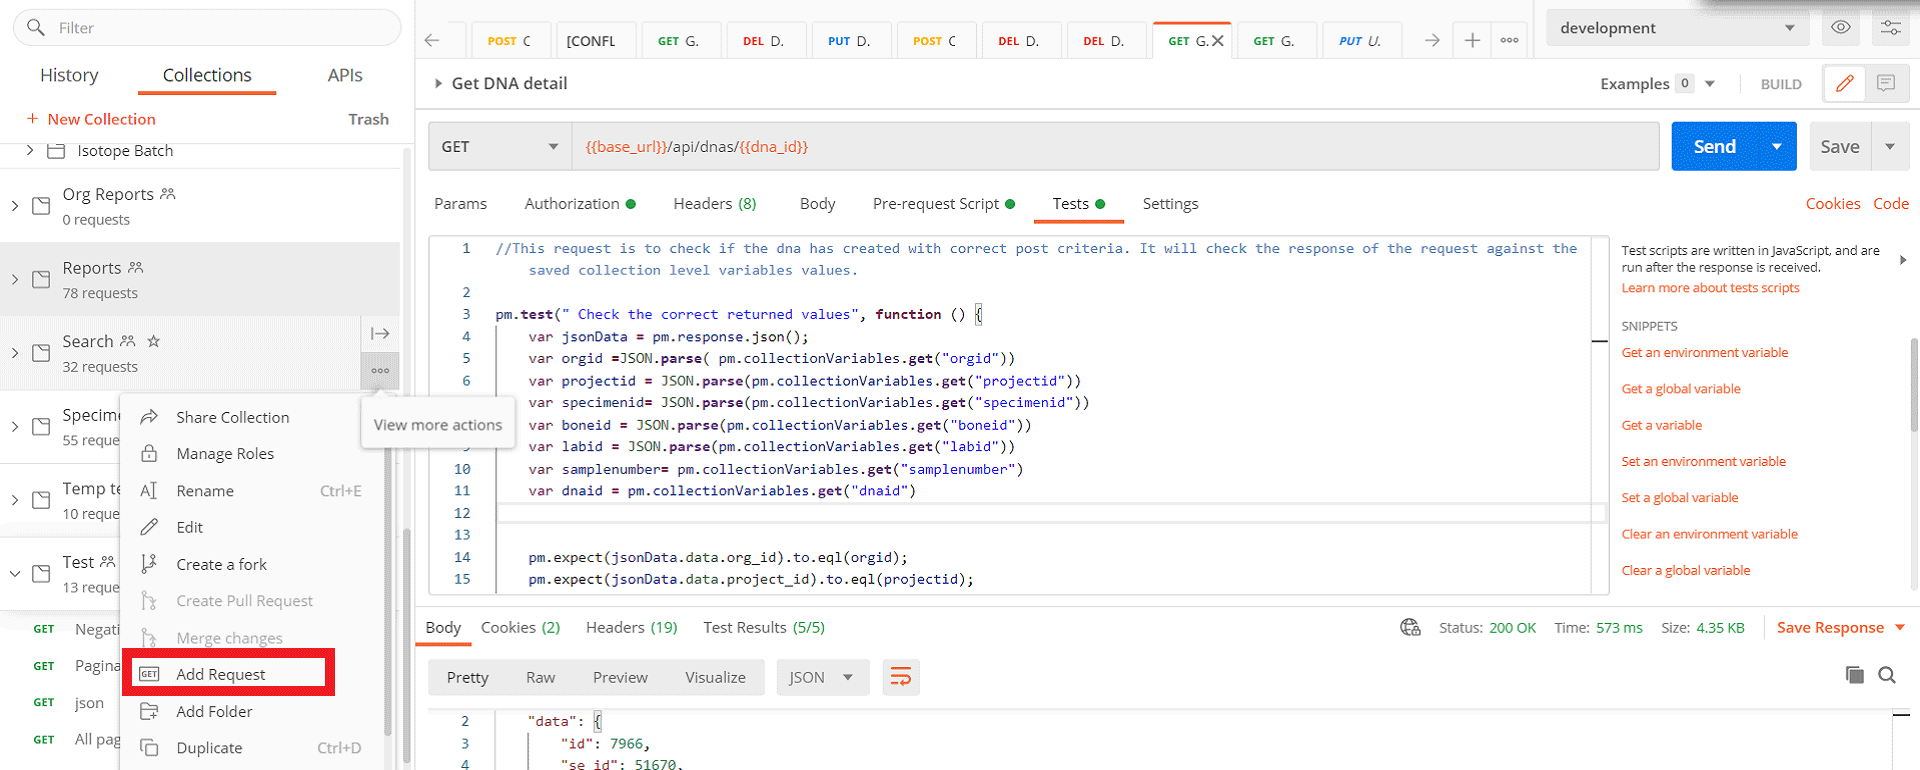 Filter
History
Collections
APIs
+ New Collection
Trash
Isotope Batch
Org Reports
0 requests
Reports
78 requests
Search
32 requests
Specime
55 reque
Temp te
10 reque
Test
13 reque
GET Negati
GET Pagina
GET json
GET All pag
View more actions
Share Collection
Manage Roles
Rename Ctrl+E
Edit
Create a fork
Create Pull Request
Merge changes
GET Add Request
Add Folder
Duplicate Ctrl+D
POST C
[CONFL
GET G.
DEL D.
PUT D.
POST C
DEL D.
DEL D.
GET G.
GET G.
PUT U.
development
Get DNA detail
Examples 0
BUILD
GET
{{base_url}}/api/dnas/{{dna_id}}
Send
Save
Params
Authorization
Headers (8)
Body
Pre-request Script
Tests
Settings
Cookies
Code
1 //This request is to check if the dna has created with correct post criteria. It will check the response of the request against the
saved collection level variables values.
2
3 pm.test(" Check the correct returned values", function () {
4 var jsonData = pm.response.json();
5 var orgid =JSON.parse( pm.collectionVariables.get("orgid"))
6 var projectid = JSON.parse(pm.collectionVariables.get("projectid"))
var specimenid= JSON.parse(pm.collectionVariables.get("specimenid"))
var boneid = JSON.parse(pm.collectionVariables.get("boneid"))
var labid = JSON.parse(pm.collectionVariables.get("labid"))
10 var samplenumber= pm.collectionVariables.get("samplenumber")
11 var dnaid = pm.collectionVariables.get("dnaid")
12
13
14 pm.expect(jsonData.data.org_id).to.eql(orgid);
15 pm.expect(jsonData.data.project_id).to.eql(projectid);
Test scripts are written in JavaScript, and are
run after the response is received.
Learn more about tests scripts
SNIPPETS
Get an environment variable
Get a global variable
Get a variable
Set an environment variable
Set a global variable
Clear an environment variable
Clear a global variable
Body
Cookies (2)
Headers (19)
Test Results (5/5)
Status: 200 OK
Time: 573 ms
Size: 4.35 KB
Save Response
Pretty
Raw
Preview
Visualize
JSON
2 "data": {
3 "id": 7966,
4 "se_id": 51670,